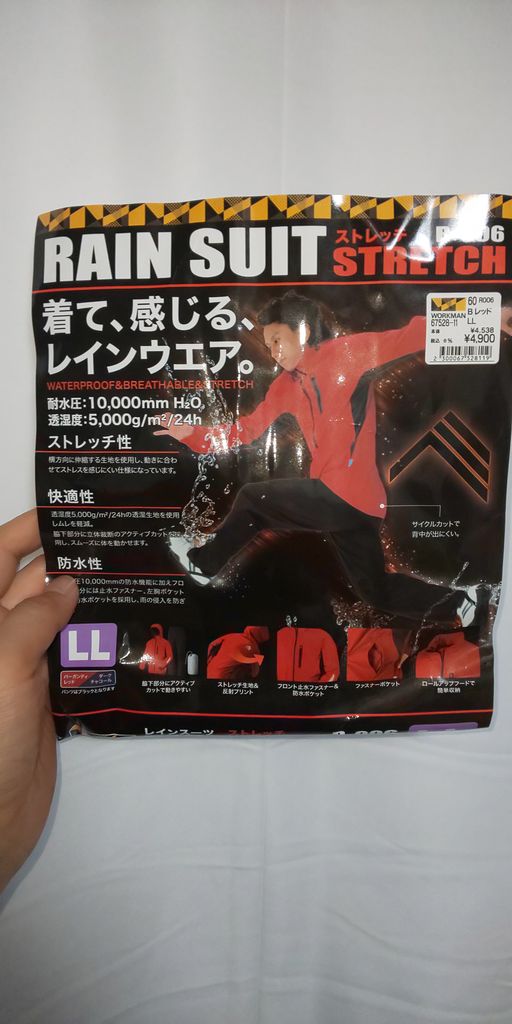 RAIN SUIT
ストレッチ
STRETCH
着て、感じる、
レインウエア。
WATERPROOF&BREATHABLE&STRETCH
耐水圧:10,000mm H₂O
透湿度:5,000g/m²/24h
ストレッチ性
横方向に伸縮する生地を使用し、動きに合わ
せてストレスを感じにくい仕様になっています。
快適性
透湿度5,000g/m²/24hの透湿生地を使用
しムレを軽減。
脇下部分に立体裁断のアクティブカットを
用し、スムーズに体を動かせます。
防水性
10,000mmの防水機能に加えフロ
分には止水ファスナー、左胸ポケット
防水ポケットを採用し、雨の侵入を防ぎ
WORKMAN
60 R006
67528-11
Bレッド
LL
本体 ¥4,538
税込 ¥4,900
2 300067 528119
サイクルカットで
背中が出にくい。
LL
バーガンディ
レッド
ダーク
チャコール
パンツはブラックとなります
脇下部分にアクティブ
カットで動きやすい
ストレッチ生地&
反射プリント
フロント止水ファスナー&
防水ポケット
ファスナーポケット
ロールアップフードで
簡単収納
レインスーツ ストレッチ